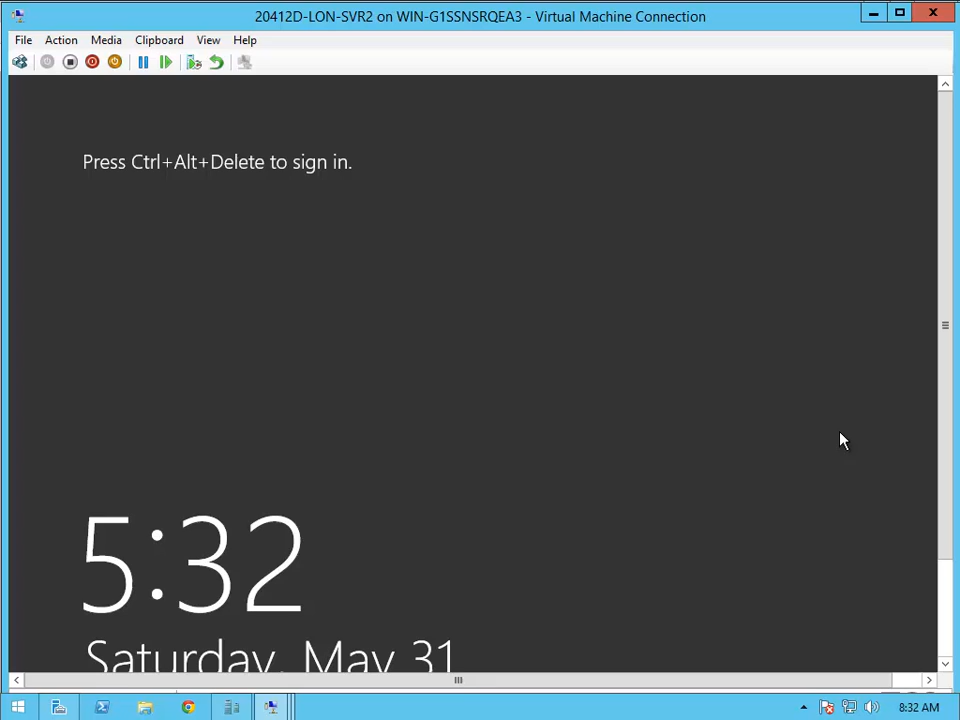 20412D-LON-SVR2 on WIN-G1SSNSRQEA3 - Virtual Machine Connection
File Action Media Clipboard View Help
Press Ctrl+Alt+Delete to sign in.
5:32
Saturday, May 31
8:32 AM